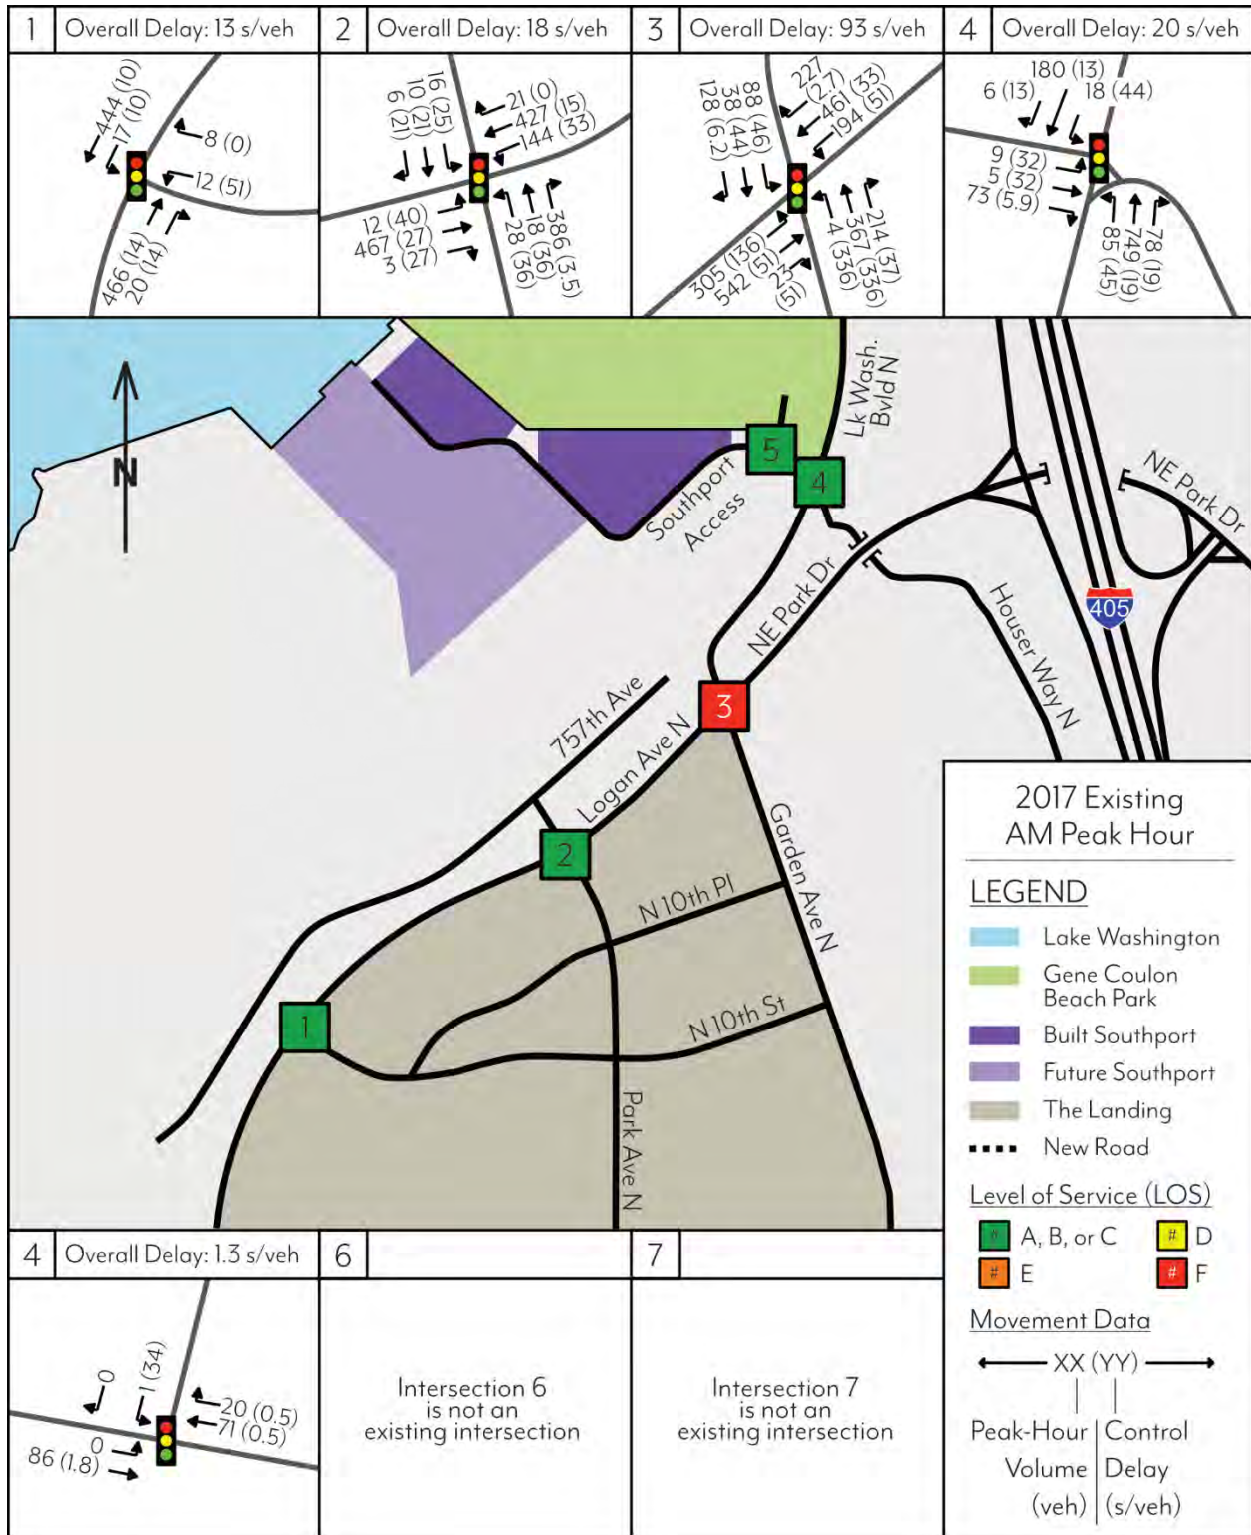 1
Overall Delay: 13 s/veh
2
Overall Delay: 18 s/veh
3
Overall Delay: 93 s/veh
4
Overall Delay: 20 s/veh
444 (10)
17 (10)
8 (0)
12 (51)
466 (14)
20 (14)
6 (21)
10 (21)
16 (25)
21 (0)
427 (15)
144 (33)
12 (40)
467 (27)
3 (27)
28 (36)
18 (36)
386 (3.5)
128 (6.2)
38 (44)
88 (46)
227
(27)
461 (33)
194 (51)
305 (136)
542 (51)
23
(51)
4 (336)
367 (336)
214 (37)
180 (13)
6 (13)
18 (44)
9 (32)
5 (32)
73 (5.9)
85 (45)
749 (19)
78 (19)
N
Lk Wash.
Bvld N
5
4
Southport
Access
NE Park Dr
NE Park Dr
405
Houser Way N
3
757th Ave
Logan Ave N
2
Garden Ave N
N 10th Pl
N 10th St
1
Park Ave N
2017 Existing
AM Peak Hour
LEGEND
Lake Washington
Gene Coulon
Beach Park
Built Southport
Future Southport
The Landing
New Road
Level of Service (LOS)
# A, B, or C
# D
# E
# F
Movement Data
XX (YY)
Peak-Hour Control
Volume Delay
(veh) (s/veh)
4
Overall Delay: 1.3 s/veh
6
7
0
1 (34)
20 (0.5)
71 (0.5)
0
86 (1.8)
Intersection 6
is not an
existing intersection
Intersection 7
is not an
existing intersection